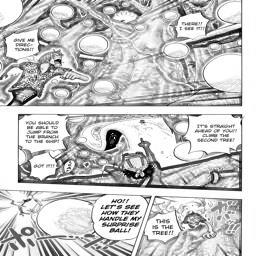 THERE!!
I SEE IT!!
GIVE ME
DIREC-
TIONS!!
IT'S STRAIGHT
AHEAD OF YOU!!
CLIMB THE
SECOND TREE!
YOU SHOULD
BE ABLE TO
JUMP FROM
THE BRANCH
TO THE SHIP!
GOT IT!!
THIS IS
THE TREE!!
HO!!
LET'S SEE
HOW THEY
HANDLE MY
SURPRISE
BALL!